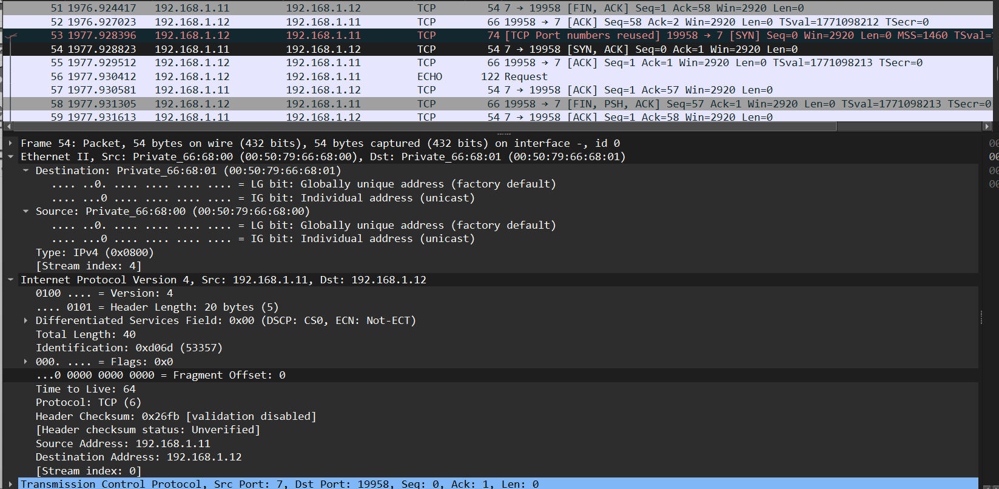 51 1976.924417 192.168.1.11 192.168.1.12 TCP 54 7 → 19958 [FIN, ACK] Seq=1 Ack=58 Win=2920 Len=0
52 1976.927023 192.168.1.12 192.168.1.11 TCP 66 19958 → 7 [ACK] Seq=58 Ack=2 Win=2920 Len=0 TSval=1771098212 TSecr=0
53 1977.928396 192.168.1.12 192.168.1.11 TCP 74 [TCP Port numbers reused] 19958 → 7 [SYN] Seq=0 Win=2920 Len=0 MSS=1460 TSval=1
54 1977.928823 192.168.1.11 192.168.1.12 TCP 54 7 → 19958 [SYN, ACK] Seq=0 Ack=1 Win=2920 Len=0
55 1977.929512 192.168.1.12 192.168.1.11 TCP 66 19958 → 7 [ACK] Seq=1 Ack=1 Win=2920 Len=0 TSval=1771098213 TSecr=0
56 1977.930412 192.168.1.12 192.168.1.11 ECHO 122 Request
57 1977.930581 192.168.1.11 192.168.1.12 TCP 54 7 → 19958 [ACK] Seq=1 Ack=57 Win=2920 Len=0
58 1977.931305 192.168.1.12 192.168.1.11 TCP 66 19958 → 7 [FIN, PSH, ACK] Seq=57 Ack=1 Win=2920 Len=0 TSval=1771098213 TSecr=0
59 1977.931613 192.168.1.11 192.168.1.12 TCP 54 7 → 19958 [ACK] Seq=1 Ack=58 Win=2920 Len=0
Frame 54: Packet, 54 bytes on wire (432 bits), 54 bytes captured (432 bits) on interface -, id 0
Ethernet II, Src: Private_66:68:00 (00:50:79:66:68:00), Dst: Private_66:68:01 (00:50:79:66:68:01)
Destination: Private_66:68:01 (00:50:79:66:68:01)
.... ..0. .... .... .... .... = LG bit: Globally unique address (factory default)
.... ...0 .... .... .... .... = IG bit: Individual address (unicast)
Source: Private_66:68:00 (00:50:79:66:68:00)
.... ..0. .... .... .... .... = LG bit: Globally unique address (factory default)
.... ...0 .... .... .... .... = IG bit: Individual address (unicast)
Type: IPv4 (0x0800)
[Stream index: 4]
Internet Protocol Version 4, Src: 192.168.1.11, Dst: 192.168.1.12
0100 .... = Version: 4
.... 0101 = Header Length: 20 bytes (5)
Differentiated Services Field: 0x00 (DSCP: CS0, ECN: Not-ECT)
Total Length: 40
Identification: 0xd06d (53357)
000. .... = Flags: 0x0
...0 0000 0000 0000 = Fragment Offset: 0
Time to Live: 64
Protocol: TCP (6)
Header Checksum: 0x26fb [validation disabled]
[Header checksum status: Unverified]
Source Address: 192.168.1.11
Destination Address: 192.168.1.12
[Stream index: 0]
Transmission Control Protocol, Src Port: 7, Dst Port: 19958, Seq: 0, Ack: 1, Len: 0